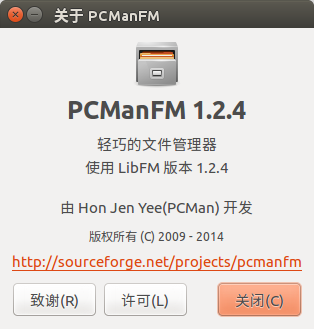 关于 PCManFM
PCManFM 1.2.4
轻巧的文件管理器
使用 LibFM 版本 1.2.4
由 Hon Jen Yee(PCMan) 开发
版权所有 (C) 2009 - 2014
http://sourceforge.net/projects/pcmanfm
致谢(R) 许可(L) 关闭(C)